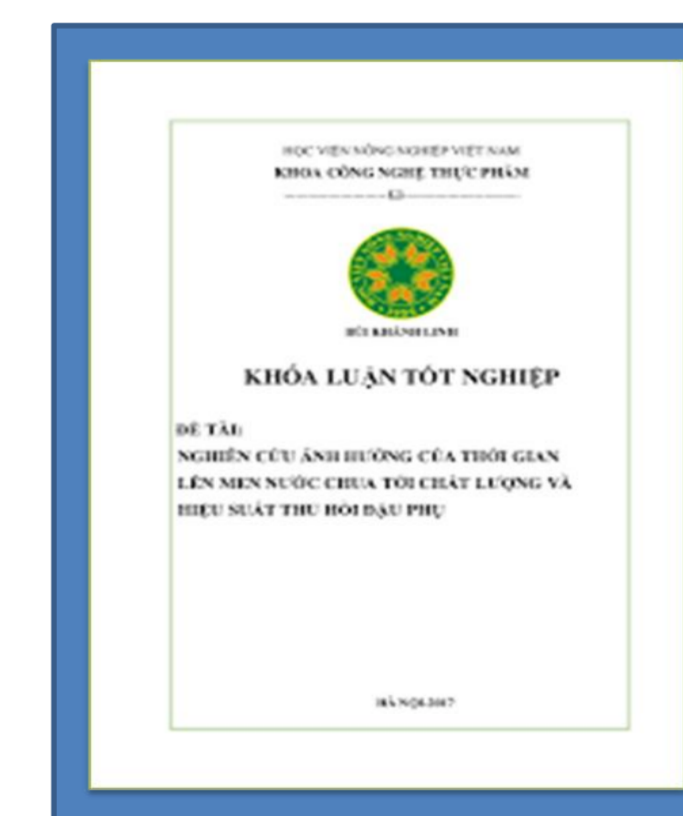 HỌC VIỆN NÔNG NGHIỆP VIỆT NAM
KHOA CÔNG NGHỆ THỰC PHẨM
BÙI KHÁNH LINH
KHÓA LUẬN TỐT NGHIỆP
ĐỀ TÀI:
NGHIÊN CỨU ẢNH HƯỞNG CỦA THỜI GIAN
LÊN MEN NƯỚC CHUA TỚI CHẤT LƯỢNG VÀ
HIỆU SUẤT THU HỒI ĐẬU PHỤ
HÀ NỘI-2017